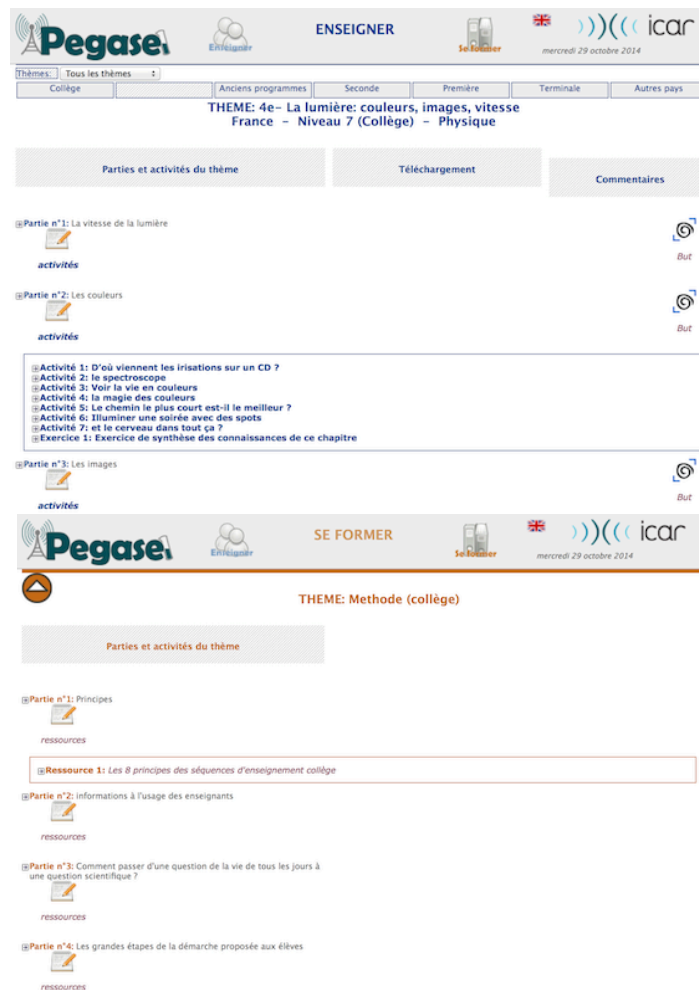 Pegase
Enseigner
ENSEIGNER
Se former
icar
mercredi 29 octobre 2014
Thèmes: Tous les thèmes
Collège Anciens programmes Seconde Première Terminale Autres pays
THEME: 4e- La lumière: couleurs, images, vitesse
France - Niveau 7 (Collège) - Physique
Parties et activités du thème
Téléchargement
Commentaires
Partie n°1: La vitesse de la lumière
activités
But
Partie n°2: Les couleurs
activités
But
Activité 1: D'où viennent les irisations sur un CD ?
Activité 2: le spectroscope
Activité 3: Voir la vie en couleurs
Activité 4: la magie des couleurs
Activité 5: Le chemin le plus court est-il le meilleur ?
Activité 6: Illuminer une soirée avec des spots
Activité 7: et le cerveau dans tout ça ?
Exercice 1: Exercice de synthèse des connaissances de ce chapitre
Partie n°3: Les images
activités
But
Pegase
Enseigner
SE FORMER
Se former
icar
mercredi 29 octobre 2014
THEME: Methode (collège)
Parties et activités du thème
Partie n°1: Principes
ressources
Ressource 1: Les 8 principes des séquences d'enseignement collège
Partie n°2: informations à l'usage des enseignants
ressources
Partie n°3: Comment passer d'une question de la vie de tous les jours à
une question scientifique ?
ressources
Partie n°4: Les grandes étapes de la démarche proposée aux élèves
ressources